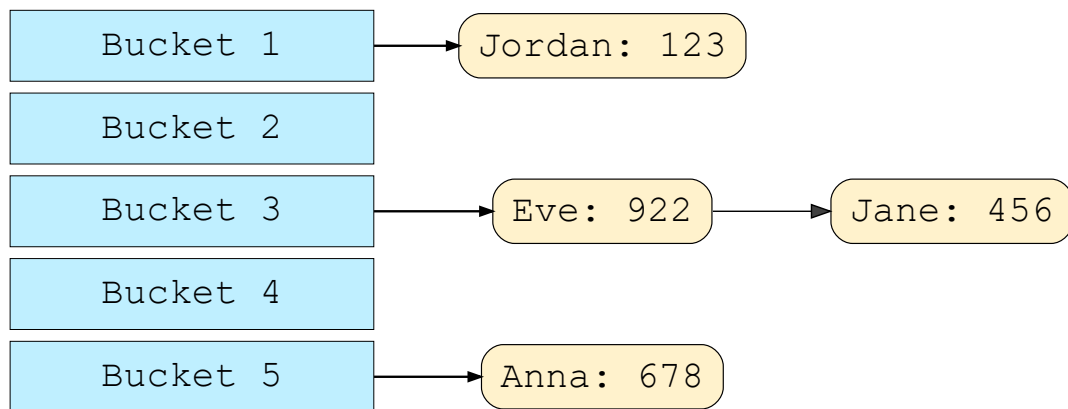 Bucket 1 Jordan: 123
Bucket 2
Bucket 3 Eve: 922 Jane: 456
Bucket 4
Bucket 5 Anna: 678